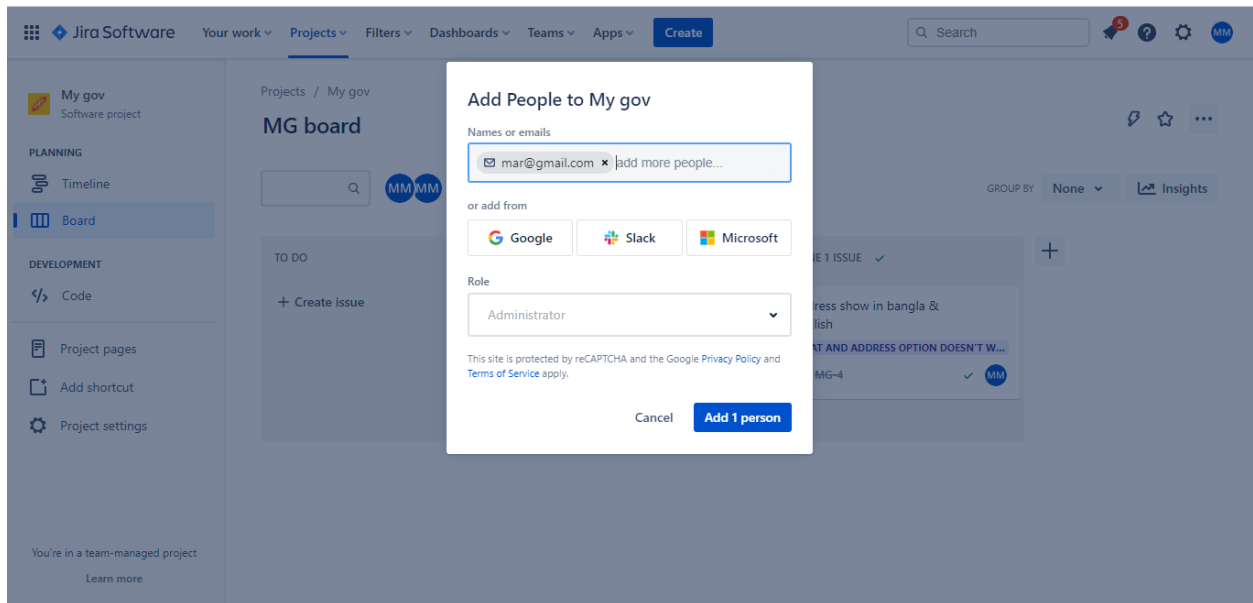 Jira Software
Your work
Projects
Filters
Dashboards
Teams
Apps
Create
Search
5
MM
My gov
Software project
PLANNING
Timeline
Board
DEVELOPMENT
Code
Project pages
Add shortcut
Project settings
You're in a team-managed project
Learn more
Projects / My gov
MG board
MM MM
GROUP BY None
Insights
TO DO
+ Create issue
Add People to My gov
Names or emails
mar@gmail.com × add more people...
or add from
Google
Slack
Microsoft
Role
Administrator
This site is protected by reCAPTCHA and the Google Privacy Policy and
Terms of Service apply.
Cancel
Add 1 person
1 ISSUE
show in bangla &
AND ADDRESS OPTION DOESN'T W...
MG-4
MM